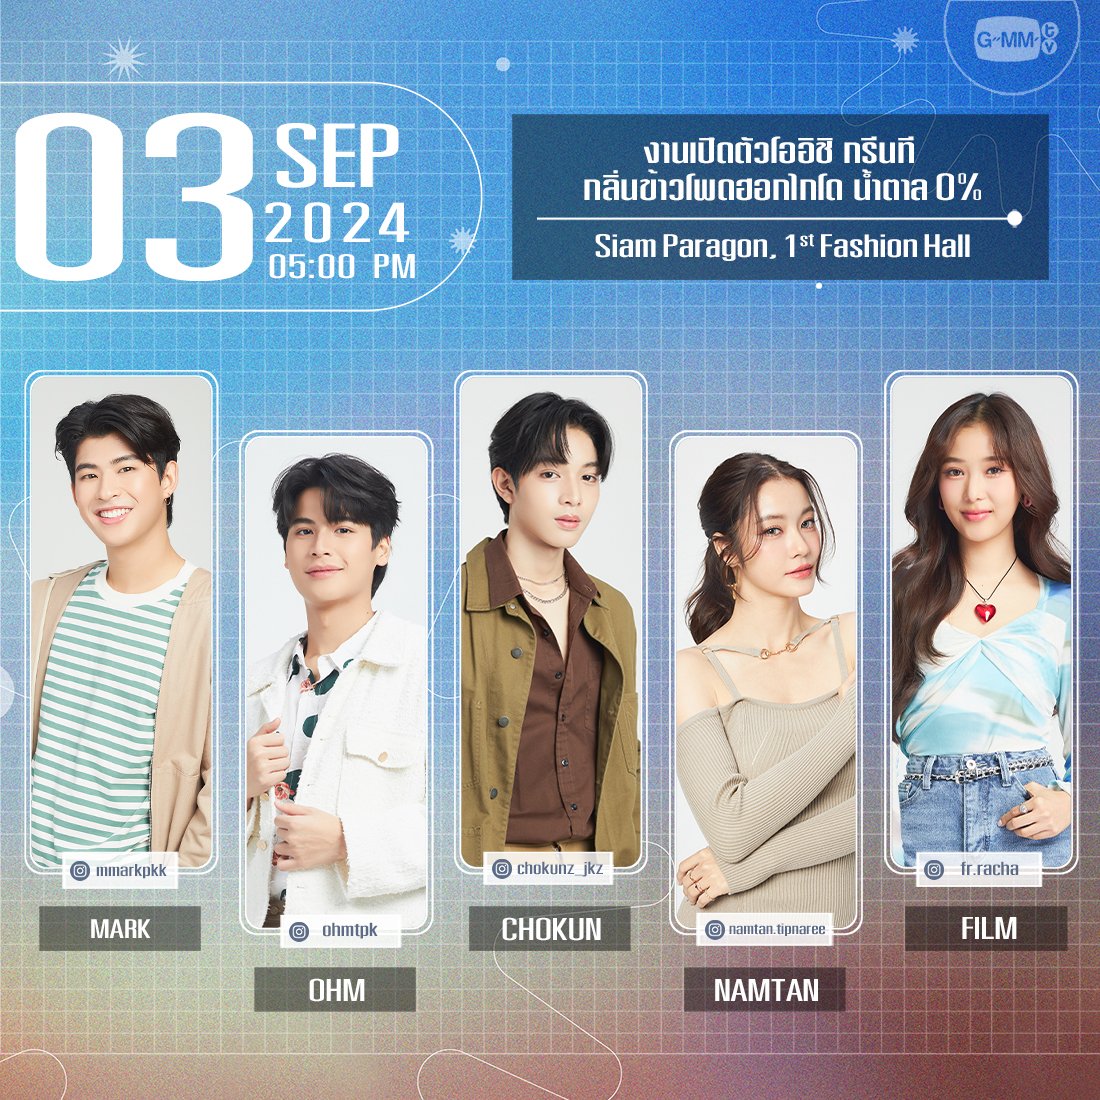 G-MM-tv
03
SEP
2024
05:00 PM
งานเปิดตัวโออิชิ กรีนที
กลิ่นข้าวโพดฮอกไกโด น้ำตาล 0%
Siam Paragon, 1st Fashion Hall
mmarkpkk
MARK
ohmtpk
OHM
chokunz_jkz
CHOKUN
namtan.tipnaree
NAMTAN
fr.racha
FILM